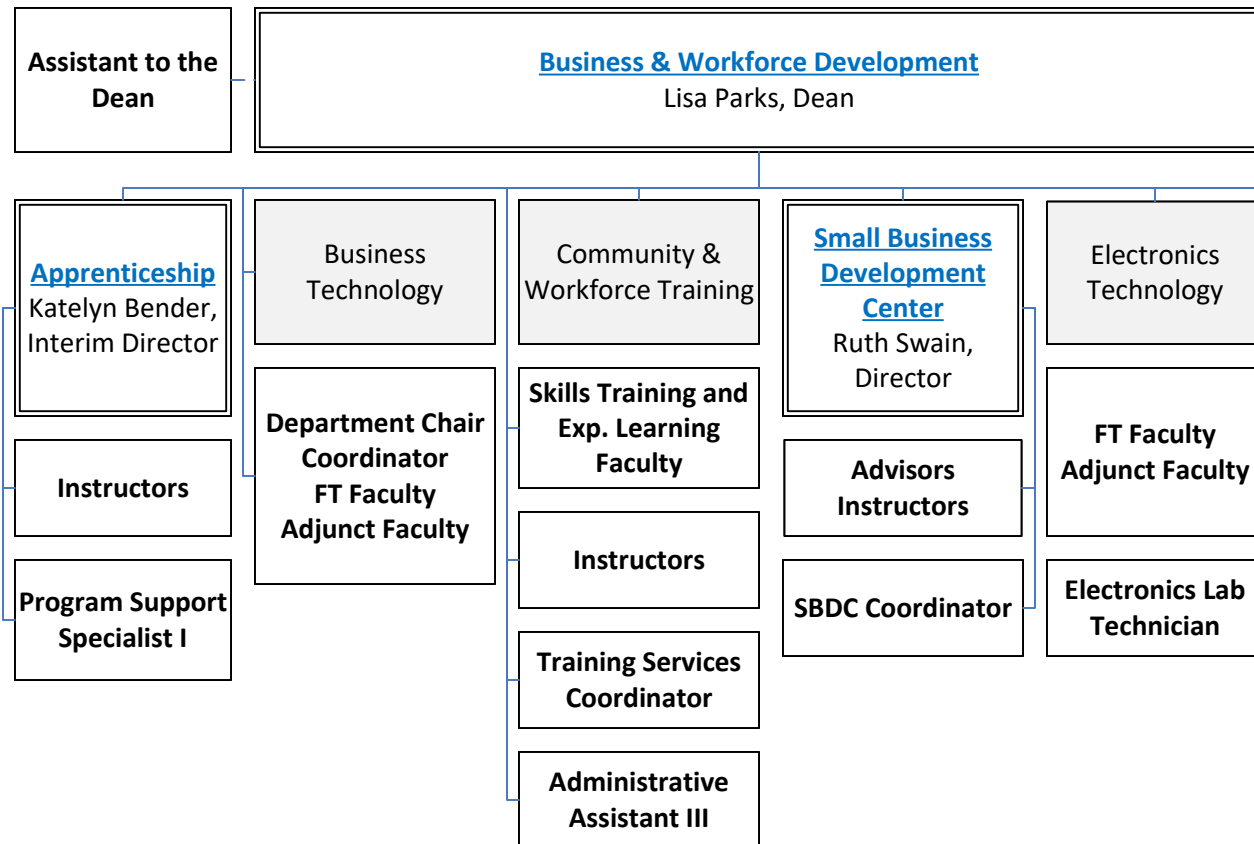 Assistant to the
Dean
Business & Workforce Development
Lisa Parks, Dean
Apprenticeship
Katelyn Bender,
Interim Director
Instructors
Program Support
Specialist I
Business
Technology
Department Chair
Coordinator
FT Faculty
Adjunct Faculty
Community &
Workforce Training
Skills Training and
Exp. Learning
Faculty
Instructors
Training Services
Coordinator
Administrative
Assistant III
Small Business
Development
Center
Ruth Swain,
Director
Advisors
Instructors
SBDC Coordinator
Electronics
Technology
FT Faculty
Adjunct Faculty
Electronics Lab
Technician